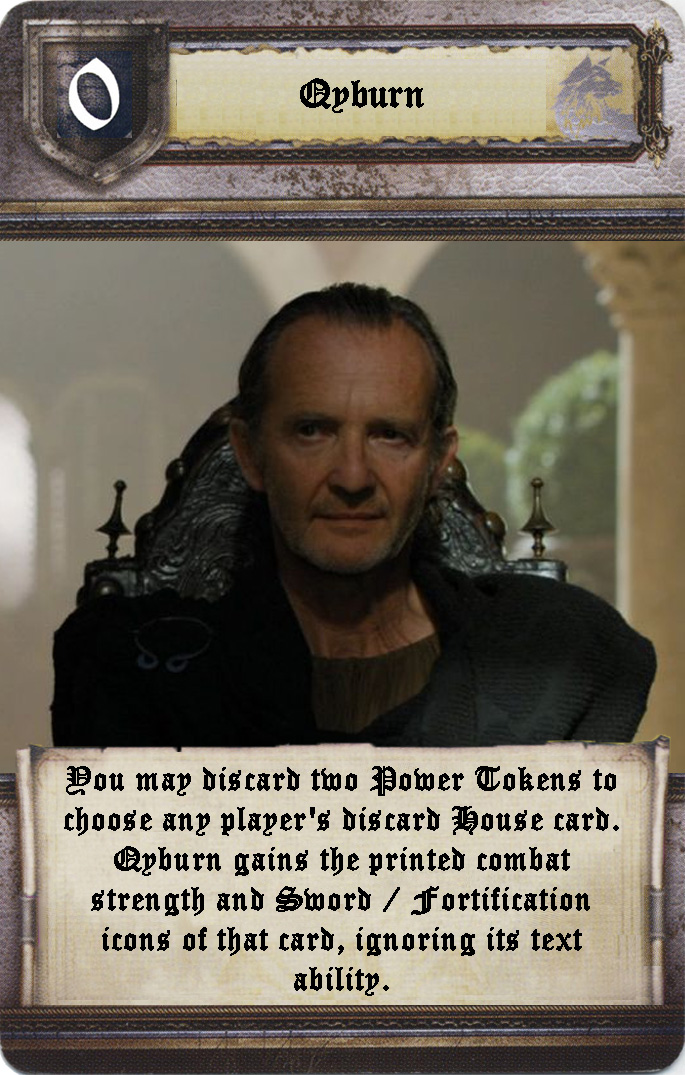 0
Qyburn
You may discard two Power Tokens to
choose any player's discard House card.
Qyburn gains the printed combat
strength and Sword / Fortification
icons of that card, ignoring its text
ability.